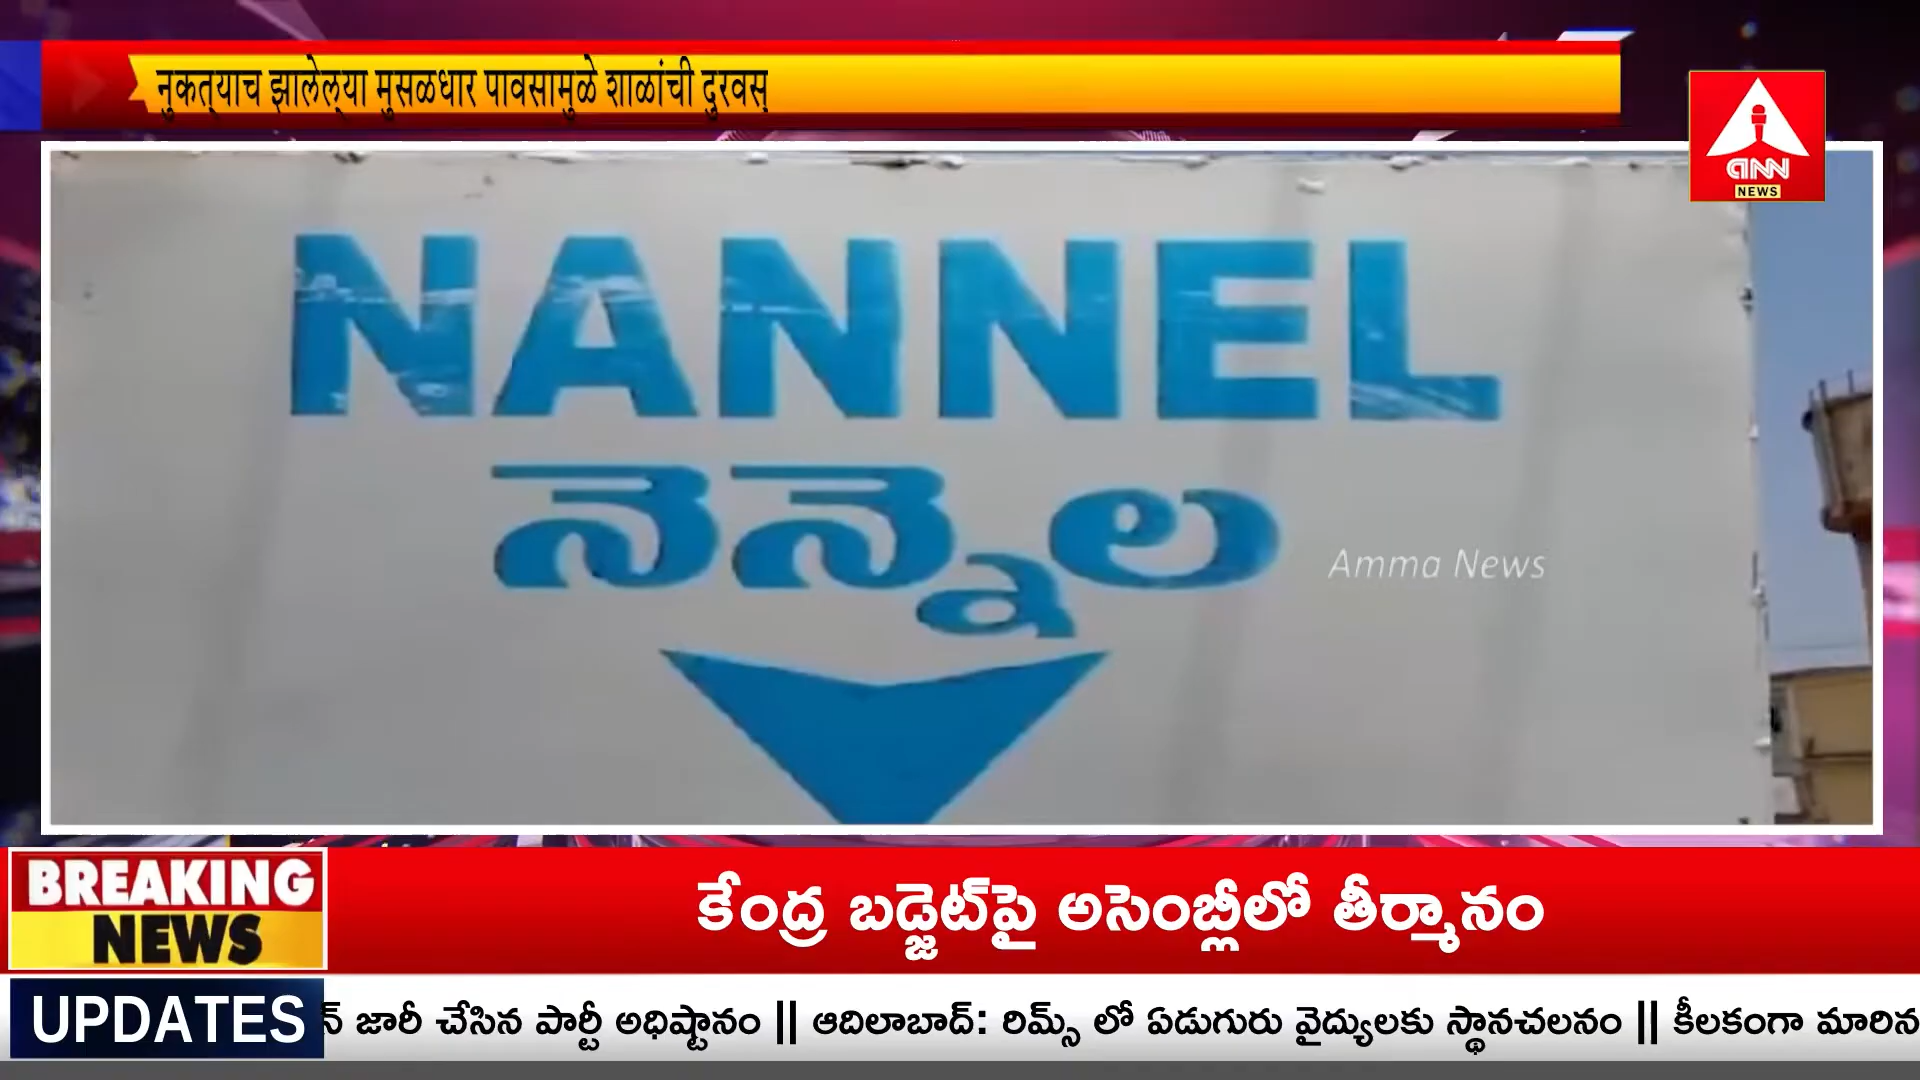 नुकत्याच झालेल्या मुसळधार पावसामुळे शाळांची दुरवस्
ANN
NEWS
NANNEL
నెన్నెల
Amma News
BREAKING
NEWS
కేంద్ర బడ్జెట్‌పై అసెంబ్లీలో తీర్మానం
UPDATES
న్ జారీ చేసిన పార్టీ అధిష్టానం || ఆదిలాబాద్: రిమ్స్ లో ఏడుగురు వైద్యులకు స్థానచలనం || కీలకంగా మారిన